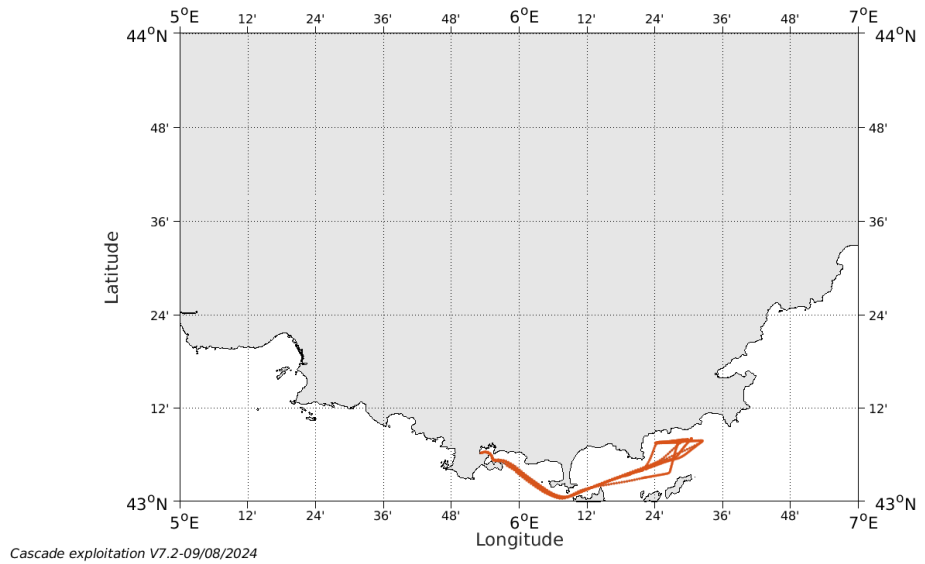 5°E 12' 24' 36' 48' 6°E 12' 24' 36' 48' 7°E
44°N 44°N
48' 48'
36' 36'
Latitude
24' 24'
12' 12'
43°N 43°N
5°E 12' 24' 36' 48' 6°E 12' 24' 36' 48' 7°E
Longitude
Cascade exploitation V7.2-09/08/2024